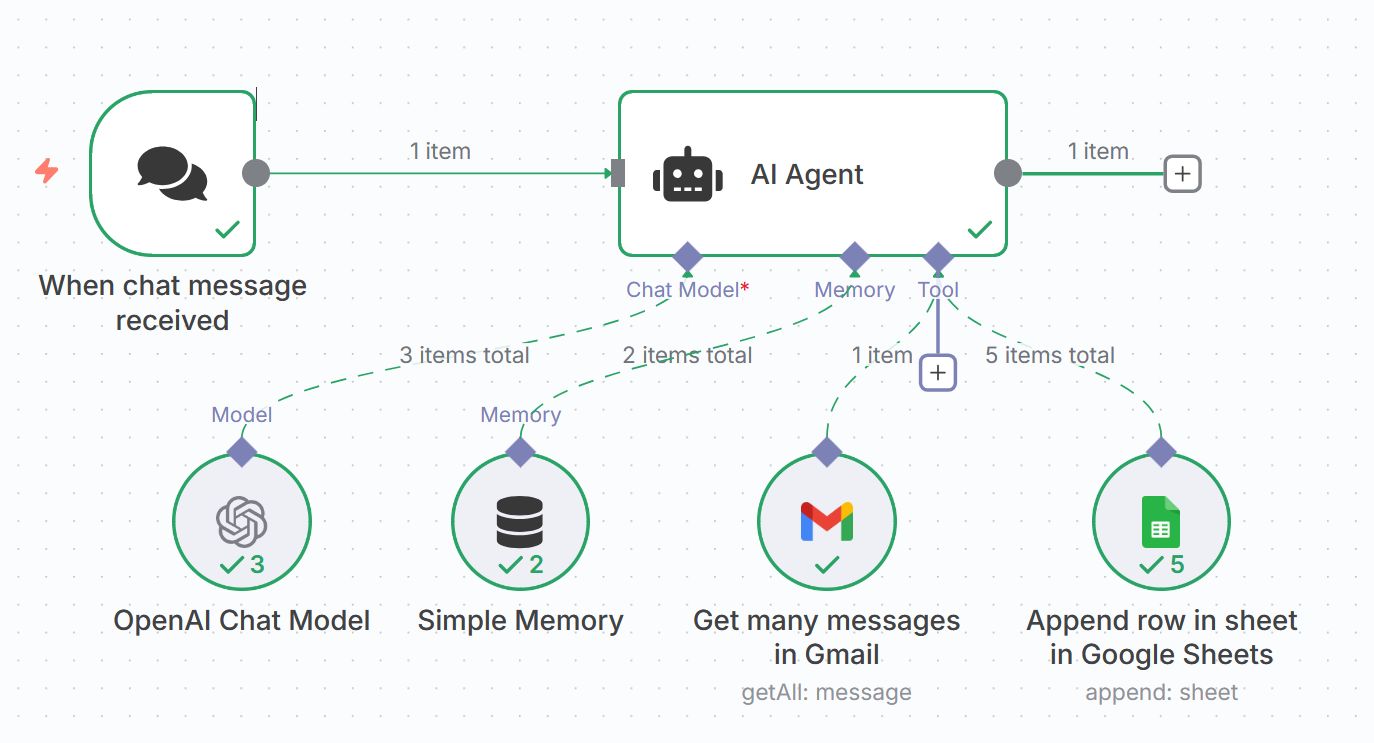 1 item
AI Agent
1 item
When chat message
received
Chat Model*
Memory
Tool
3 items total
2 items total
1 item
5 items total
Model
Memory
3
2
5
OpenAI Chat Model
Simple Memory
Get many messages
in Gmail
getAll: message
Append row in sheet
in Google Sheets
append: sheet